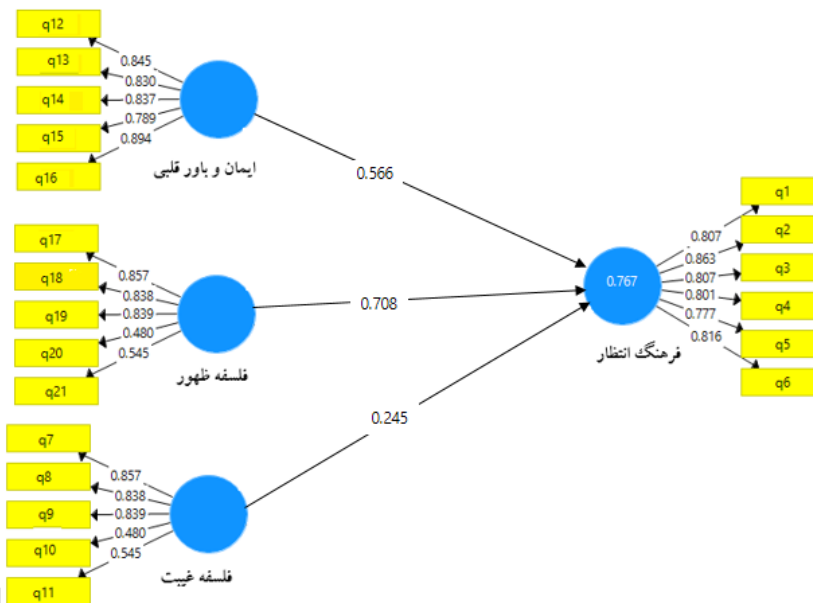 q12
q13
q14
q15
q16
0.845
0.830
0.837
0.789
0.894
ایمان و باور قلبی
0.566
q17
q18
q19
q20
q21
0.857
0.838
0.839
0.480
0.545
فلسفه ظهور
0.708
q7
q8
q9
q10
q11
0.857
0.838
0.839
0.480
0.545
فلسفه غیبت
0.245
0.767
فرهنگ انتظار
0.807
0.863
0.807
0.801
0.777
0.816
q1
q2
q3
q4
q5
q6